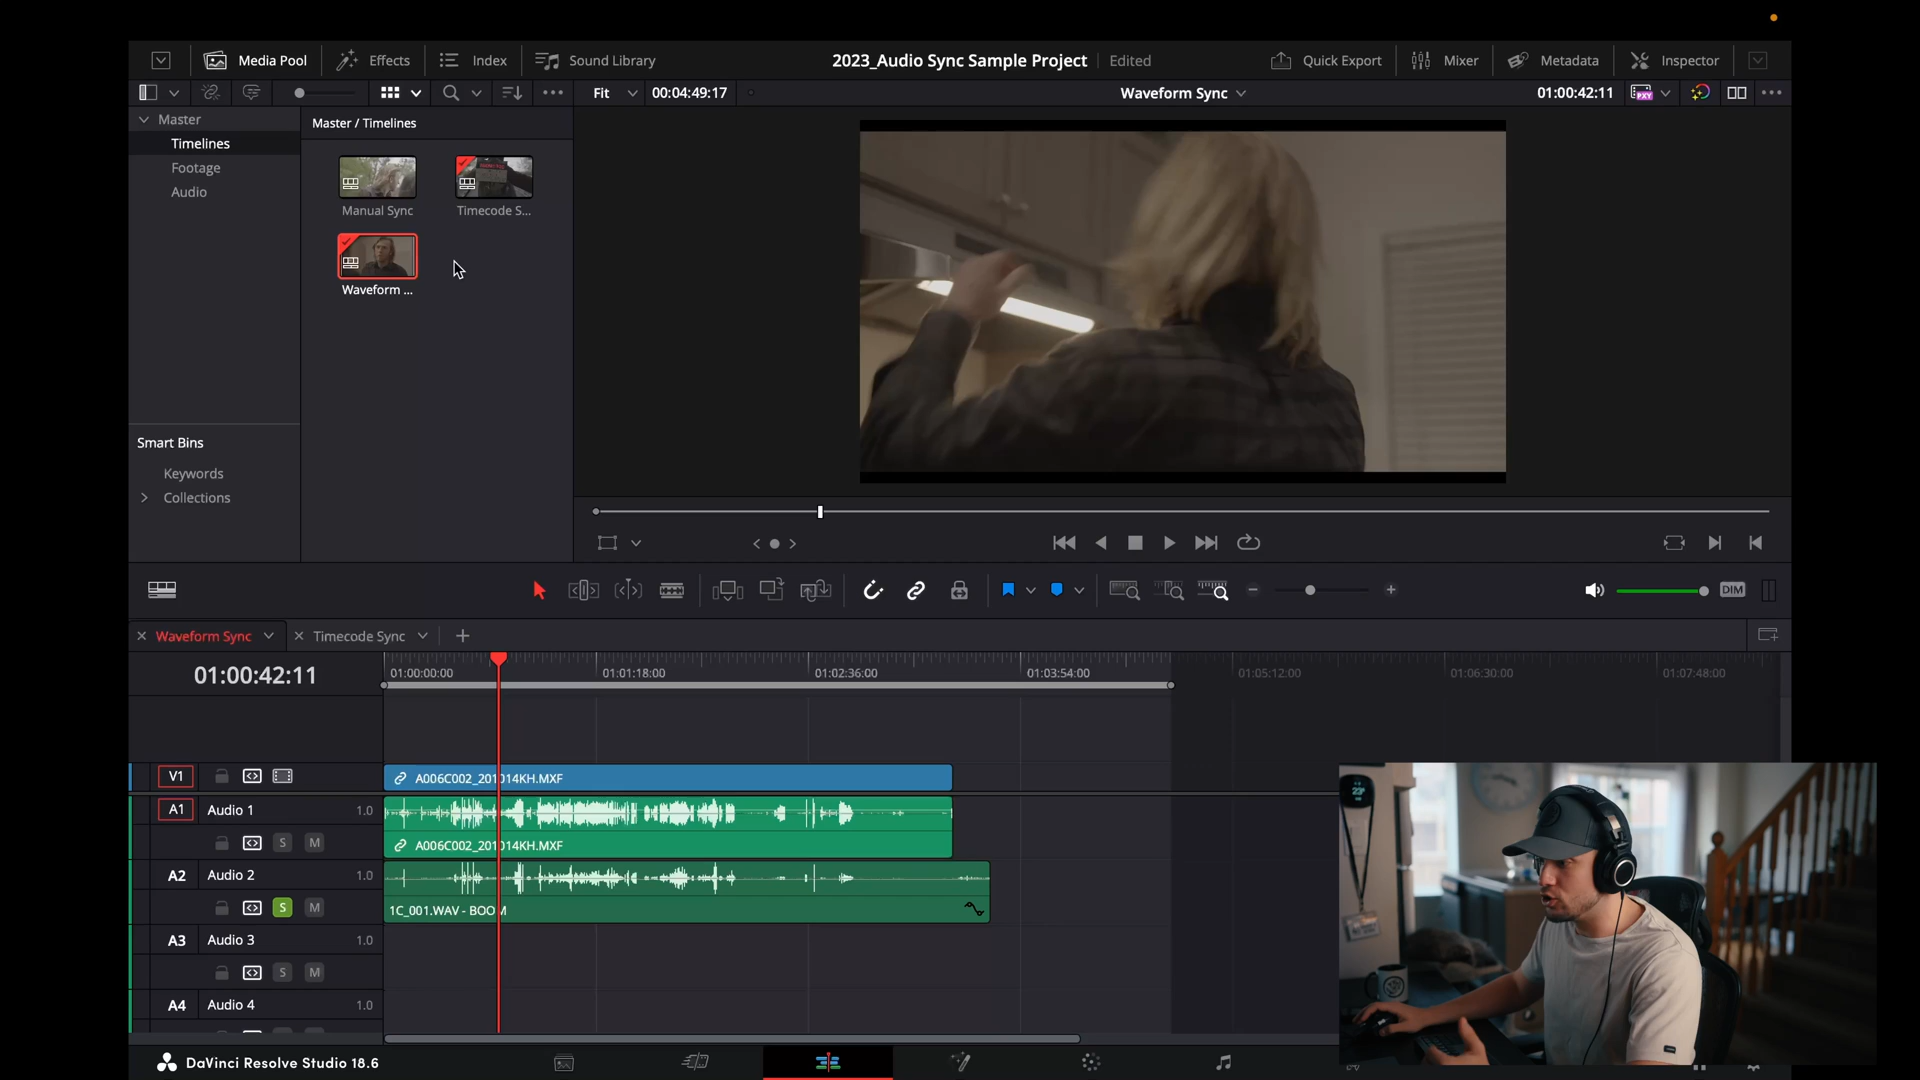 Media Pool
Effects
Index
Sound Library
2023_Audio Sync Sample Project
Edited
Quick Export
Mixer
Metadata
Inspector
Fit
00:04:49:17
Waveform Sync
01:00:42:11
PXY
Master
Timelines
Footage
Audio
Master / Timelines
Manual Sync
Timecode S...
Waveform ...
Smart Bins
Keywords
Collections
DIM
Waveform Sync
Timecode Sync
01:00:42:11
01:00:00:00
01:01:18:00
01:02:36:00
01:03:54:00
01:05:12:00
01:06:30:00
01:07:48:00
V1
A006C002_201014KH.MXF
A1
Audio 1
1.0
S
M
A006C002_201014KH.MXF
A2
Audio 2
1.0
S
M
1C_001.WAV - BOOM
A3
Audio 3
1.0
S
M
A4
Audio 4
1.0
DaVinci Resolve Studio 18.6